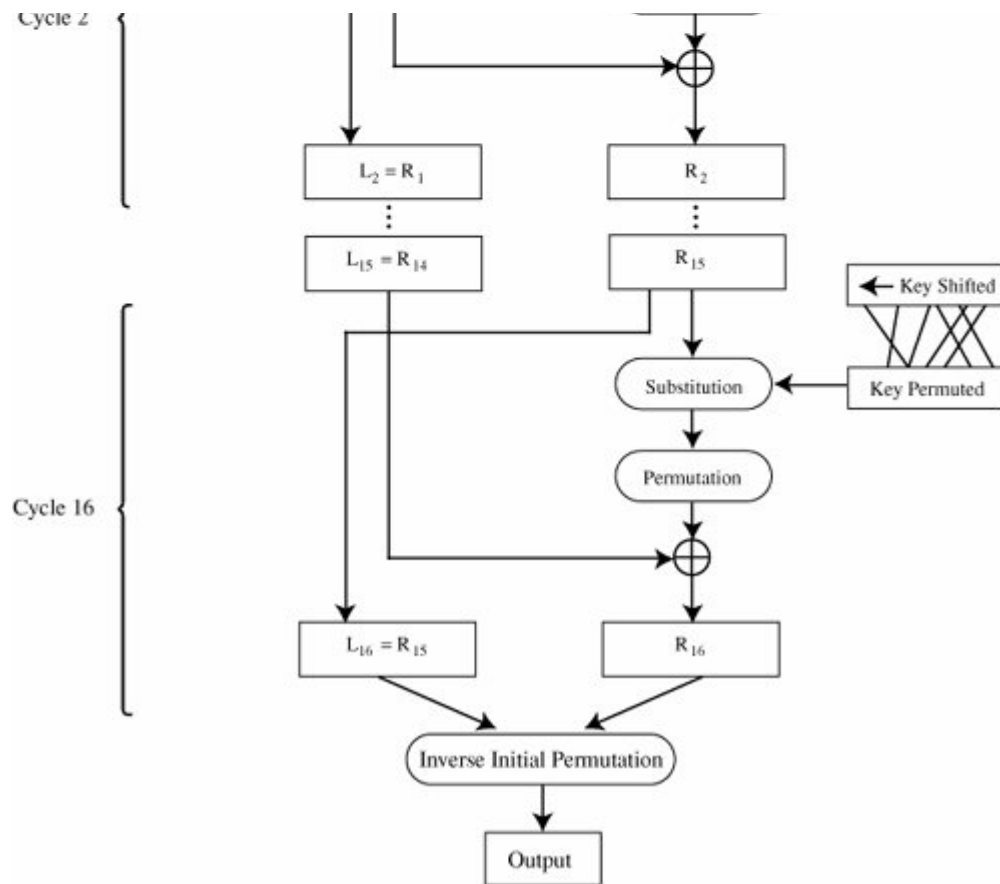 Cycle 2
L2 = R1
R2
L15 = R14
R15
Key Shifted
Substitution
Key Permuted
Permutation
Cycle 16
L16 = R15
R16
Inverse Initial Permutation
Output